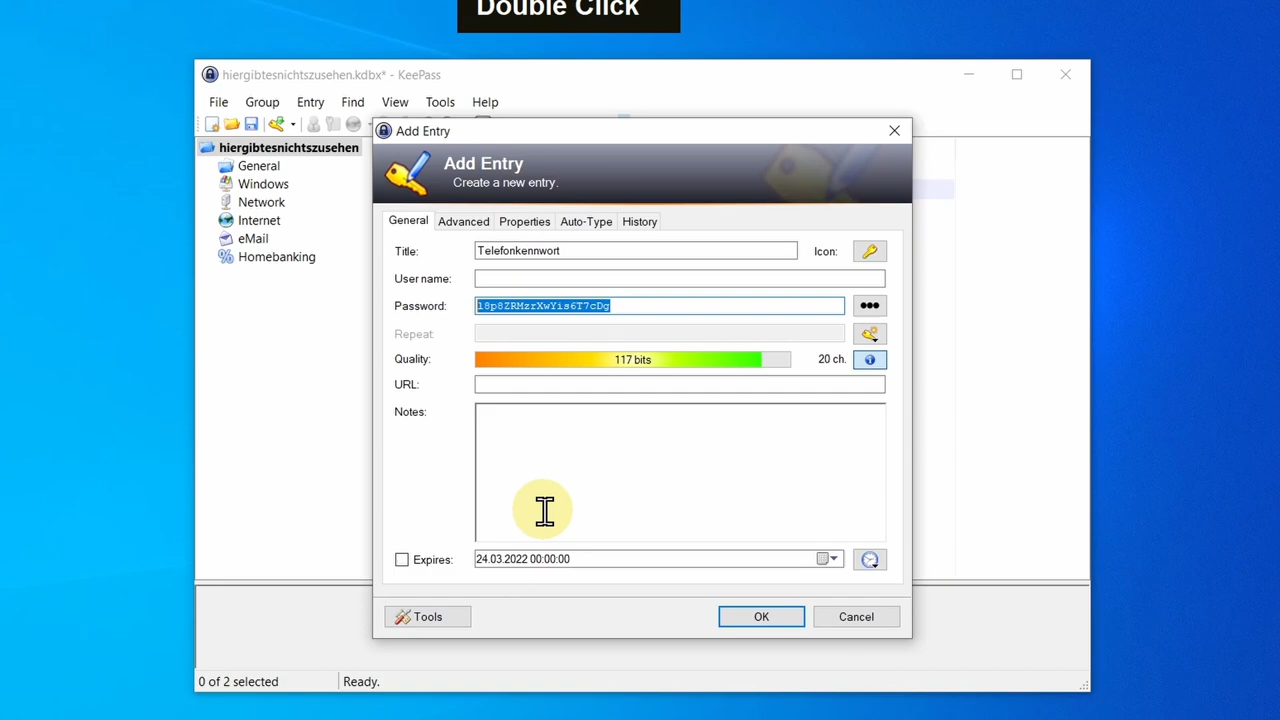 Double Click
hiergibtesnichtszusehen.kdbx* - KeePass
File Group Entry Find View Tools Help
Add Entry
hiergibtesnichtszusehen
General
Windows
Network
Internet
eMail
Homebanking
Add Entry
Create a new entry.
General Advanced Properties Auto-Type History
Title: Telefonkennwort Icon:
User name:
Password: l8p8ZRMzrXwYis6T7cDg
Repeat:
Quality: 117 bits 20 ch.
URL:
Notes:
Expires: 24.03.2022 00:00:00
Tools OK Cancel
0 of 2 selected Ready.